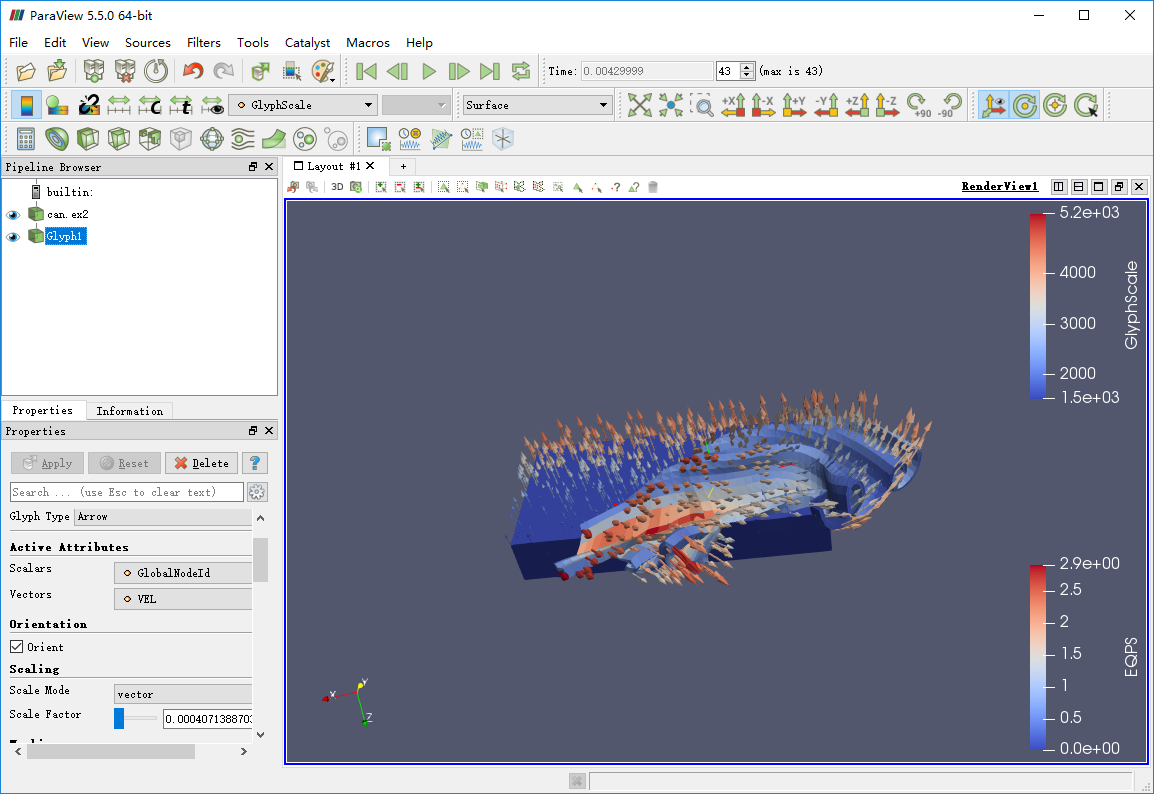 ParaView 5.5.0 64-bit
File Edit View Sources Filters Tools Catalyst Macros Help
Time: 0.00429999 43 (max is 43)
GlyphScale Surface +X -X +Y -Y +Z -Z +90 -90
Pipeline Browser
builtin:
can.ex2
Glyph1
Properties Information
Properties
Apply Reset Delete ?
Search ... (use Esc to clear text)
Glyph Type Arrow
Active Attributes
Scalars GlobalNodeId
Vectors VEL
Orientation
Orient
Scaling
Scale Mode vector
Scale Factor 0.0004071388703
Layout #1 +
3D RenderView1
5.2e+03
4000
3000
2000
1.5e+03
GlyphScale
2.9e+00
2.5
2
1.5
1
0.5
0.0e+00
EQPS
X
Y
Z